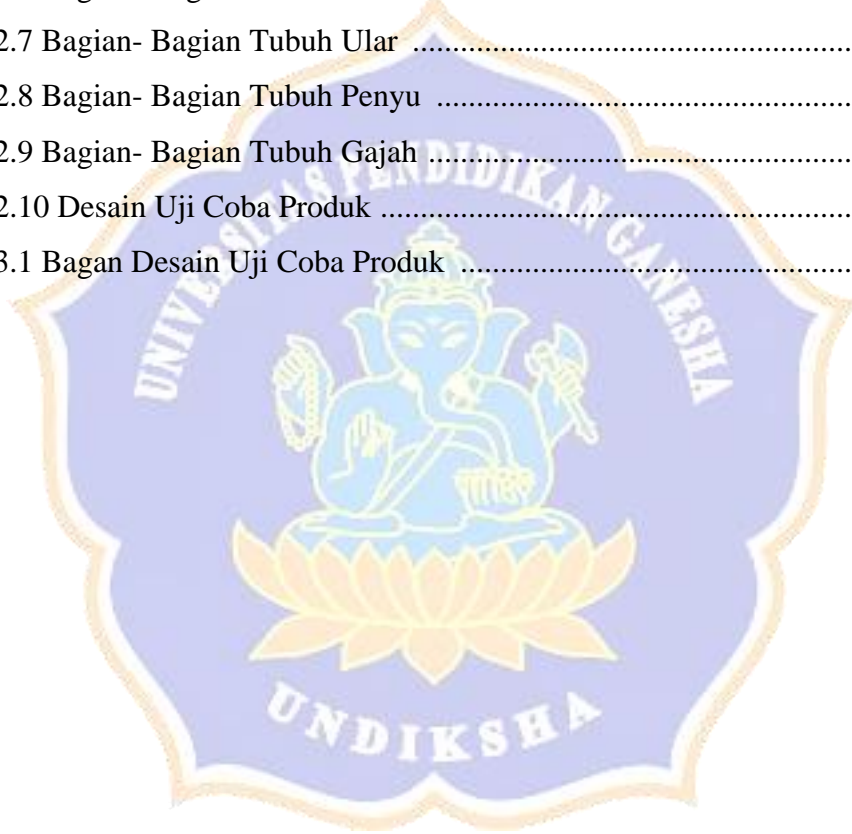 2.7 Bagian- Bagian Tubuh Ular ......................................................
2.8 Bagian- Bagian Tubuh Penyu ...................................................
2.9 Bagian- Bagian Tubuh Gajah ....................................................
2.10 Desain Uji Coba Produk ..........................................................
3.1 Bagan Desain Uji Coba Produk ................................................
UNIVERSITAS PENDIDIKAN GANESHA
UNDIKSHA